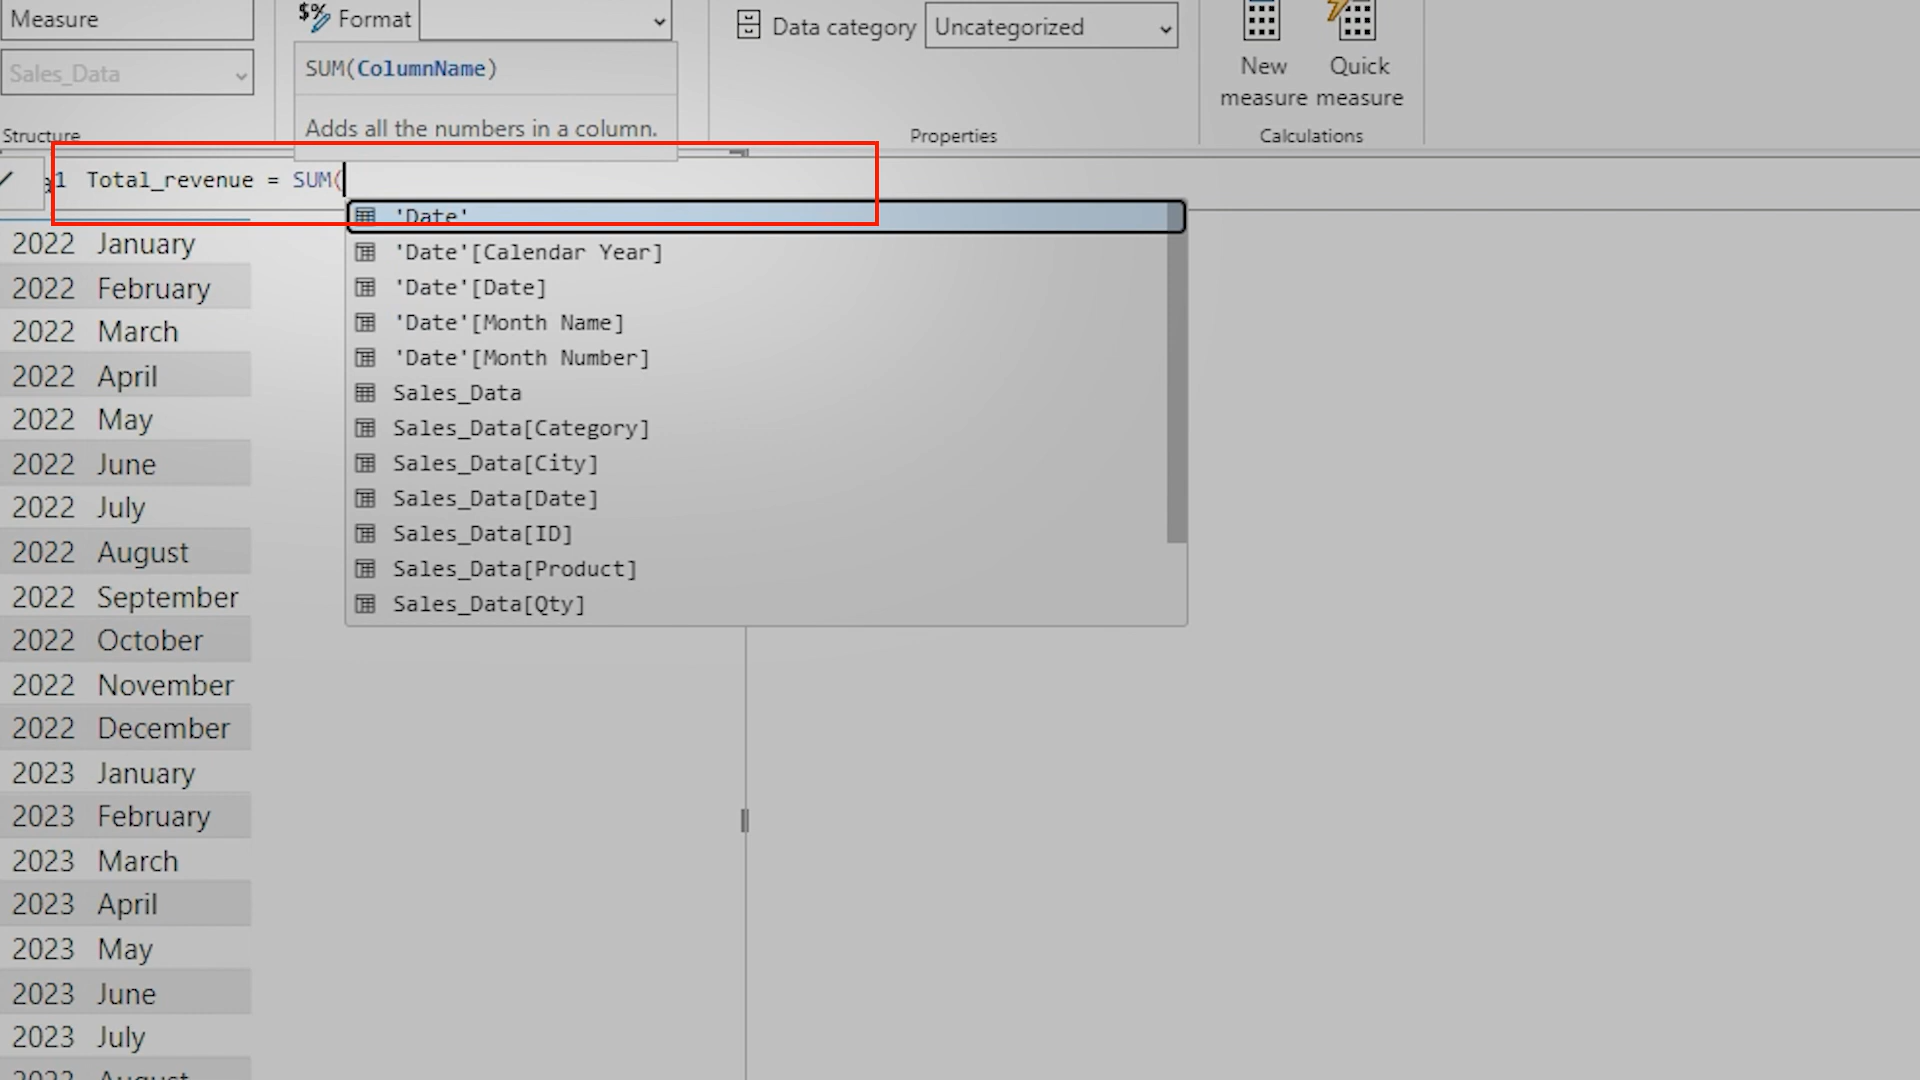 Measure
Format
Data category
Uncategorized
Sales_Data
SUM(ColumnName)
New measure
Quick measure
Adds all the numbers in a column.
Structure
Properties
Calculations
1 Total_revenue = SUM(
'Date'
'Date'[Calendar Year]
'Date'[Date]
'Date'[Month Name]
'Date'[Month Number]
Sales_Data
Sales_Data[Category]
Sales_Data[City]
Sales_Data[Date]
Sales_Data[ID]
Sales_Data[Product]
Sales_Data[Qty]
2022 January
2022 February
2022 March
2022 April
2022 May
2022 June
2022 July
2022 August
2022 September
2022 October
2022 November
2022 December
2023 January
2023 February
2023 March
2023 April
2023 May
2023 June
2023 July
2023 August